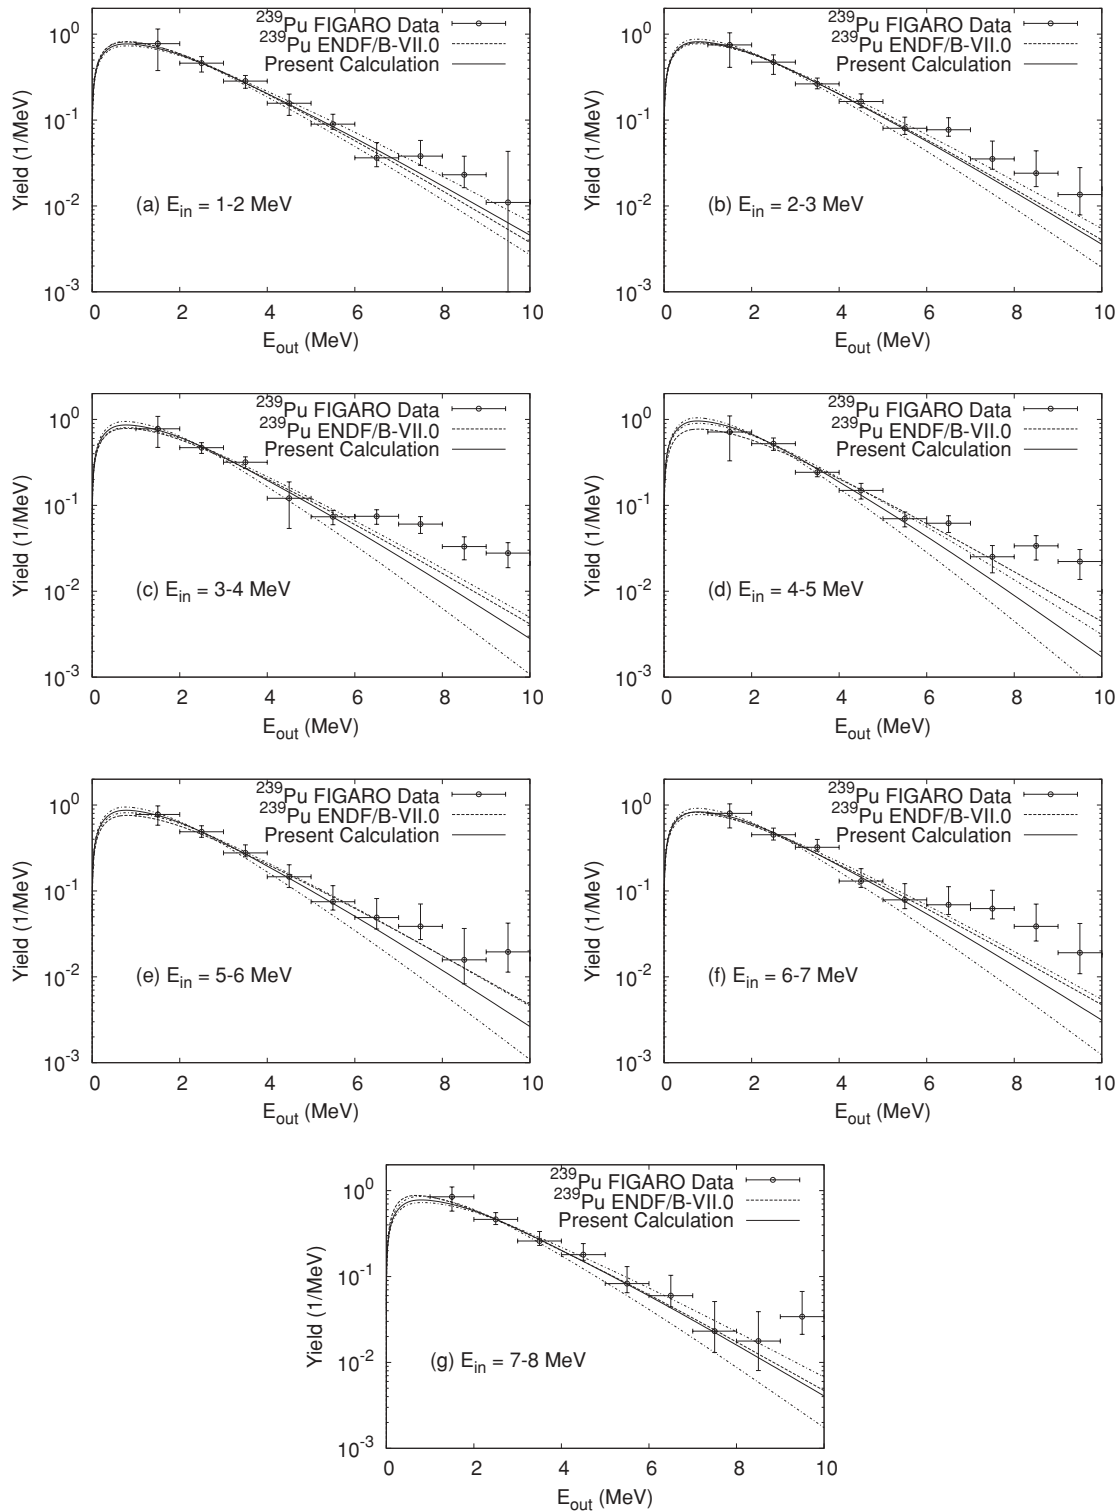 ²³⁹Pu FIGARO Data
²³⁹Pu ENDF/B-VII.0
Present Calculation
Yield (1/MeV)
10⁰
10⁻¹
10⁻²
10⁻³
(a) E_in = 1-2 MeV
0 2 4 6 8 10
E_out (MeV)
²³⁹Pu FIGARO Data
²³⁹Pu ENDF/B-VII.0
Present Calculation
Yield (1/MeV)
10⁰
10⁻¹
10⁻²
10⁻³
(b) E_in = 2-3 MeV
0 2 4 6 8 10
E_out (MeV)
²³⁹Pu FIGARO Data
²³⁹Pu ENDF/B-VII.0
Present Calculation
Yield (1/MeV)
10⁰
10⁻¹
10⁻²
10⁻³
(c) E_in = 3-4 MeV
0 2 4 6 8 10
E_out (MeV)
²³⁹Pu FIGARO Data
²³⁹Pu ENDF/B-VII.0
Present Calculation
Yield (1/MeV)
10⁰
10⁻¹
10⁻²
10⁻³
(d) E_in = 4-5 MeV
0 2 4 6 8 10
E_out (MeV)
²³⁹Pu FIGARO Data
²³⁹Pu ENDF/B-VII.0
Present Calculation
Yield (1/MeV)
10⁰
10⁻¹
10⁻²
10⁻³
(e) E_in = 5-6 MeV
0 2 4 6 8 10
E_out (MeV)
²³⁹Pu FIGARO Data
²³⁹Pu ENDF/B-VII.0
Present Calculation
Yield (1/MeV)
10⁰
10⁻¹
10⁻²
10⁻³
(f) E_in = 6-7 MeV
0 2 4 6 8 10
E_out (MeV)
²³⁹Pu FIGARO Data
²³⁹Pu ENDF/B-VII.0
Present Calculation
Yield (1/MeV)
10⁰
10⁻¹
10⁻²
10⁻³
(g) E_in = 7-8 MeV
0 2 4 6 8 10
E_out (MeV)